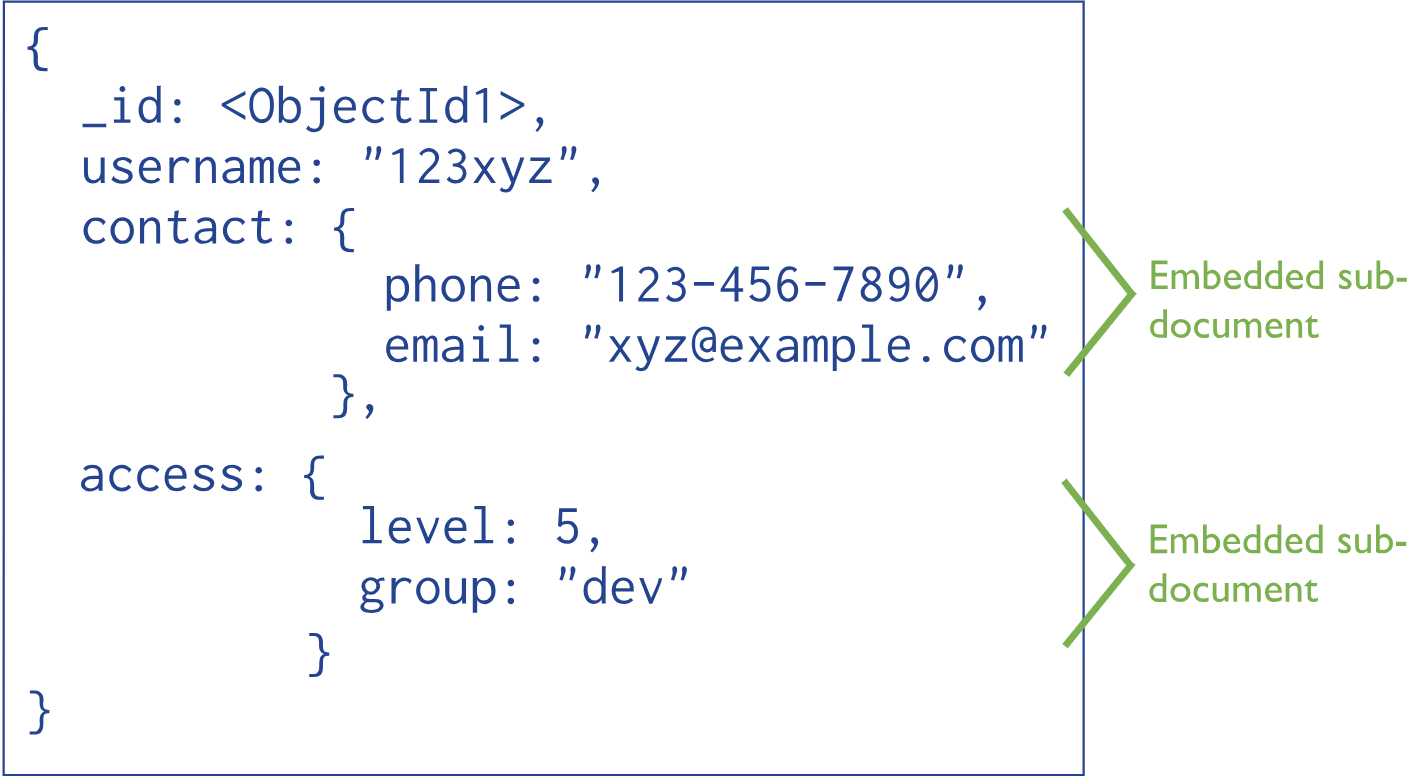 {
_id: <ObjectId1>,
username: "123xyz",
contact: {
phone: "123-456-7890",
email: "xyz@example.com"
},
access: {
level: 5,
group: "dev"
}
}
Embedded sub-
document
Embedded sub-
document